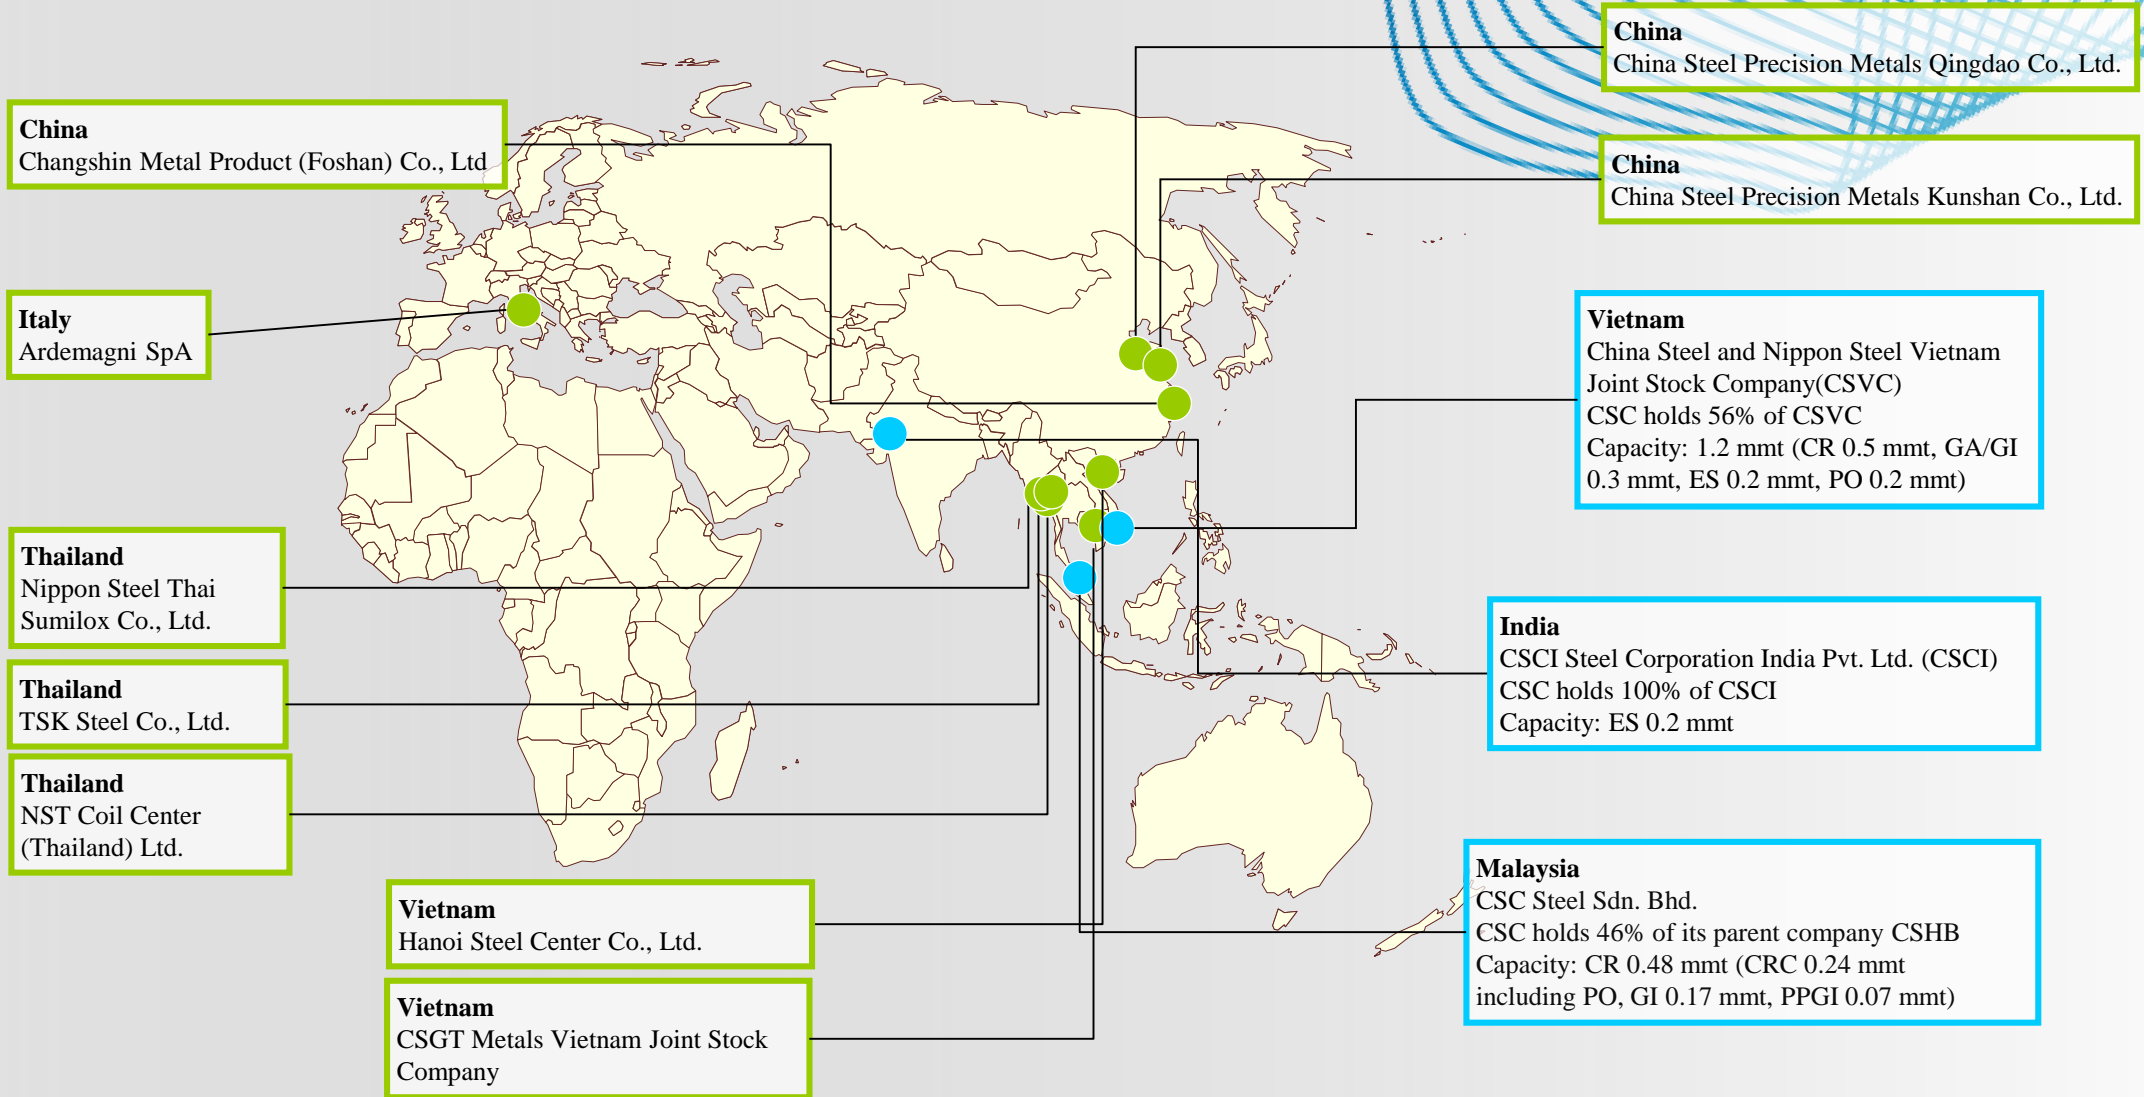 China
China Steel Precision Metals Qingdao Co., Ltd.
China
Changshin Metal Product (Foshan) Co., Ltd
China
China Steel Precision Metals Kunshan Co., Ltd.
Italy
Ardemagni SpA
Vietnam
China Steel and Nippon Steel Vietnam
Joint Stock Company(CSVC)
CSC holds 56% of CSVC
Capacity: 1.2 mmt (CR 0.5 mmt, GA/GI
0.3 mmt, ES 0.2 mmt, PO 0.2 mmt)
Thailand
Nippon Steel Thai
Sumilox Co., Ltd.
Thailand
TSK Steel Co., Ltd.
Thailand
NST Coil Center
(Thailand) Ltd.
India
CSCI Steel Corporation India Pvt. Ltd. (CSCI)
CSC holds 100% of CSCI
Capacity: ES 0.2 mmt
Malaysia
CSC Steel Sdn. Bhd.
CSC holds 46% of its parent company CSHB
Capacity: CR 0.48 mmt (CRC 0.24 mmt
including PO, GI 0.17 mmt, PPGI 0.07 mmt)
Vietnam
Hanoi Steel Center Co., Ltd.
Vietnam
CSGT Metals Vietnam Joint Stock
Company